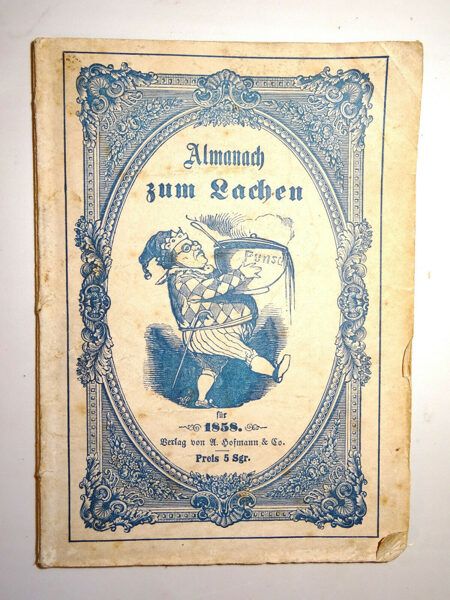 Almanach
zum Lachen
Punsch
für
1858.
Verlag von A. Hofmann & Co.
Preis 5 Sgr.